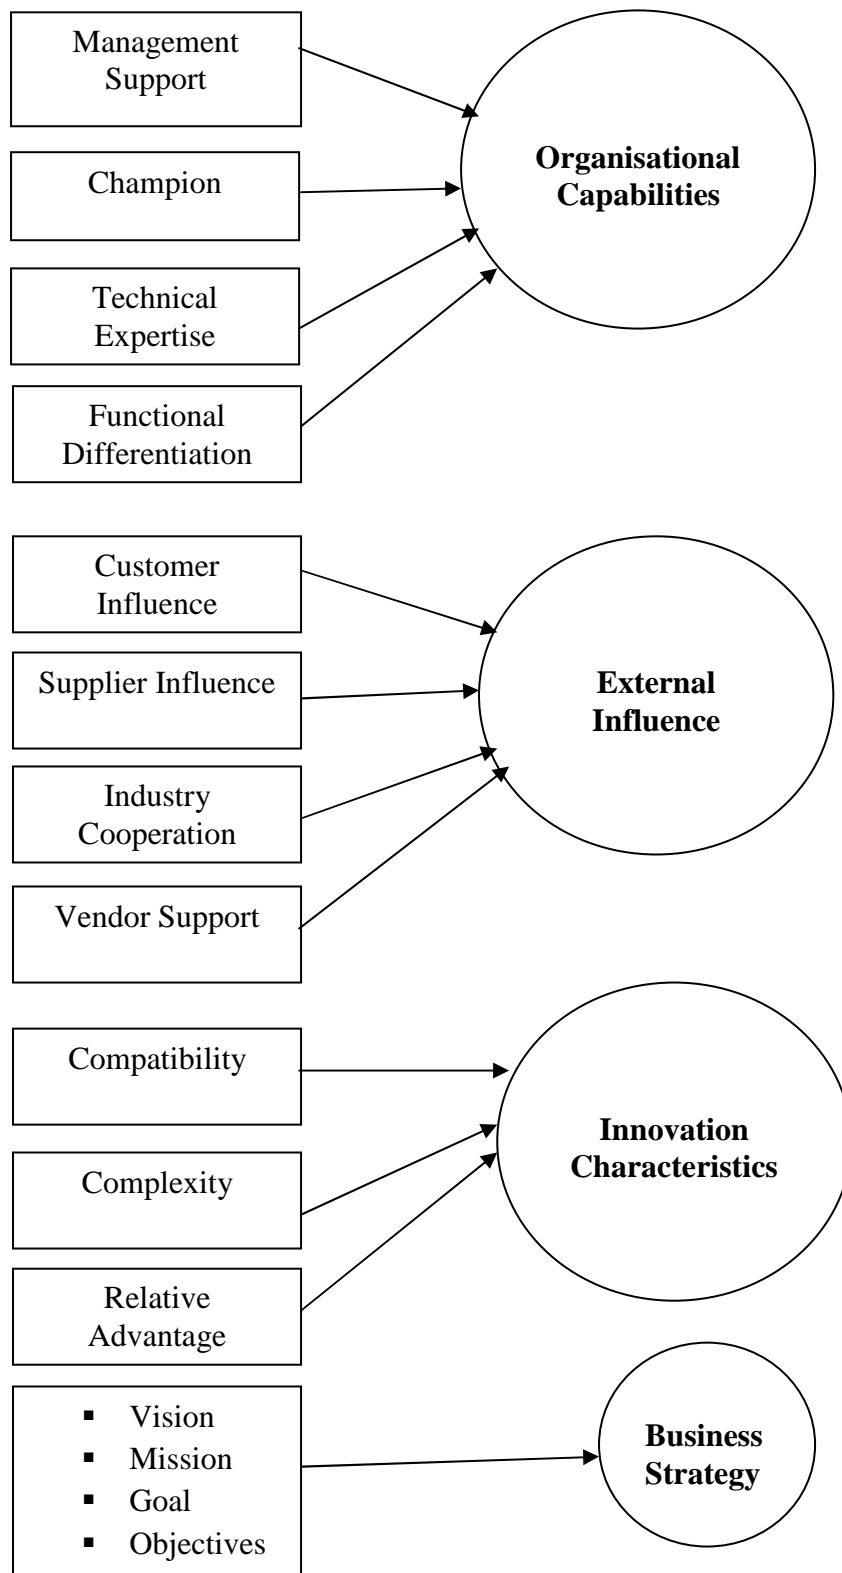 Management
Support
Champion
Technical
Expertise
Functional
Differentiation
Organisational
Capabilities
Customer
Influence
Supplier Influence
Industry
Cooperation
Vendor Support
External
Influence
Compatibility
Complexity
Relative
Advantage
Innovation
Characteristics
▪ Vision
▪ Mission
▪ Goal
▪ Objectives
Business
Strategy